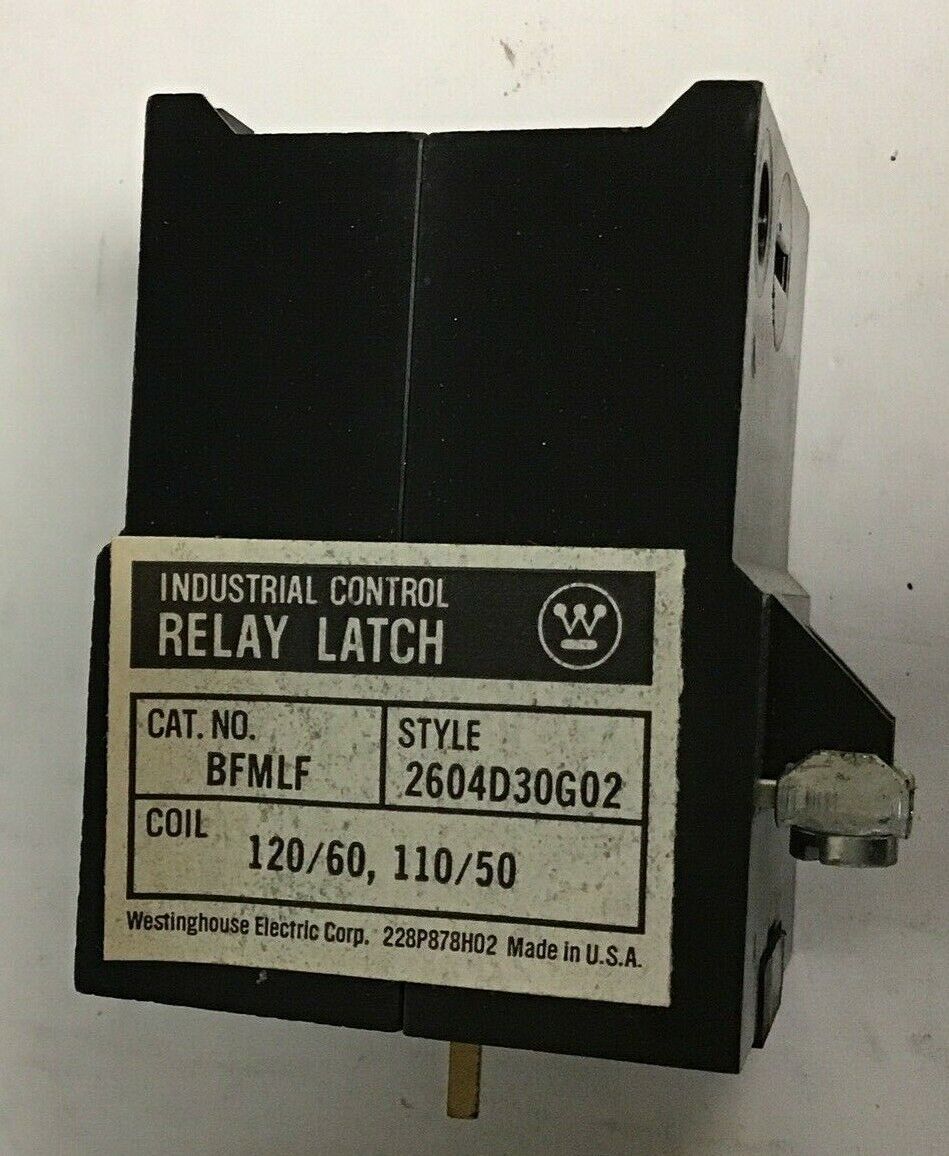 INDUSTRIAL CONTROL
RELAY LATCH
W
CAT. NO.
BFMLF
STYLE
2604D30G02
COIL
120/60, 110/50
Westinghouse Electric Corp. 228P878H02 Made in U.S.A.